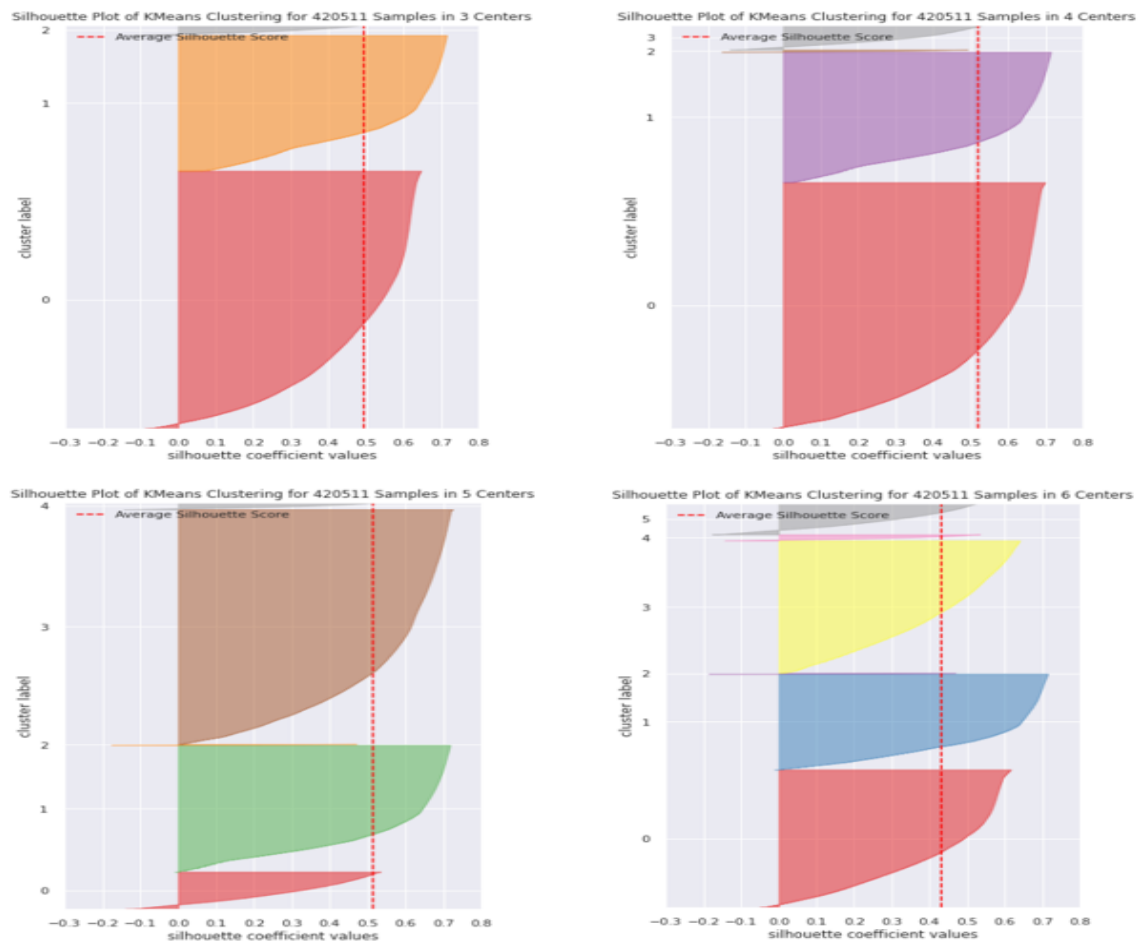 Silhouette Plot of KMeans Clustering for 420511 Samples in 3 Centers
2
Average Silhouette Score
1
cluster label
0
−0.3 −0.2 −0.1 0.0 0.1 0.2 0.3 0.4 0.5 0.6 0.7 0.8
silhouette coefficient values
Silhouette Plot of KMeans Clustering for 420511 Samples in 4 Centers
3
Average Silhouette Score
2
1
cluster label
0
−0.3 −0.2 −0.1 0.0 0.1 0.2 0.3 0.4 0.5 0.6 0.7 0.8
silhouette coefficient values
Silhouette Plot of KMeans Clustering for 420511 Samples in 5 Centers
4
Average Silhouette Score
3
cluster label
2
1
0
−0.3 −0.2 −0.1 0.0 0.1 0.2 0.3 0.4 0.5 0.6 0.7 0.8
silhouette coefficient values
Silhouette Plot of KMeans Clustering for 420511 Samples in 6 Centers
Average Silhouette Score
5
4
3
cluster label
2
1
0
−0.3 −0.2 −0.1 0.0 0.1 0.2 0.3 0.4 0.5 0.6 0.7 0.8
silhouette coefficient values